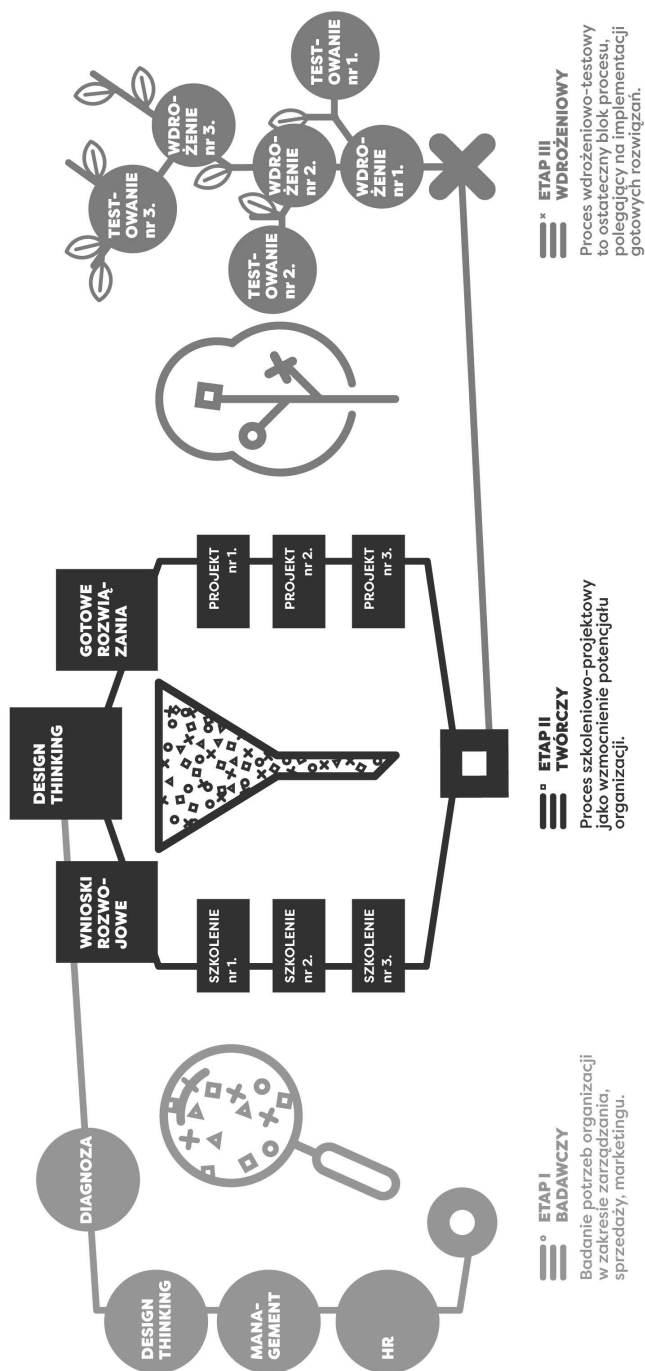 DIAGNOZA
DESIGN
THINKING
MANA-
GEMENT
HR
ETAP I
BADAWCZY
Badanie potrzeb organizacji
w zakresie zarządzania,
sprzedaży, marketingu.
DESIGN
THINKING
WNIOSKI
ROZWO-
JOWE
GOTOWE
ROZWIĄ-
ZANIA
SZKOLENIE
nr 1.
SZKOLENIE
nr 2.
SZKOLENIE
nr 3.
PROJEKT
nr 1.
PROJEKT
nr 2.
PROJEKT
nr 3.
ETAP II
TWÓRCZY
Proces szkoleniowo-projektowy
jako wzmocnienie potencjału
organizacji.
TEST-
OWANIE
nr 3.
WDRO-
ŻENIE
nr 3.
TEST-
OWANIE
nr 2.
WDRO-
ŻENIE
nr 2.
TEST-
OWANIE
nr 1.
WDRO-
ŻENIE
nr 1.
ETAP III
WDROŻENIOWY
Proces wdrożeniowo-testowy
to ostateczny blok procesu,
polegający na implementacji
gotowych rozwiązań.